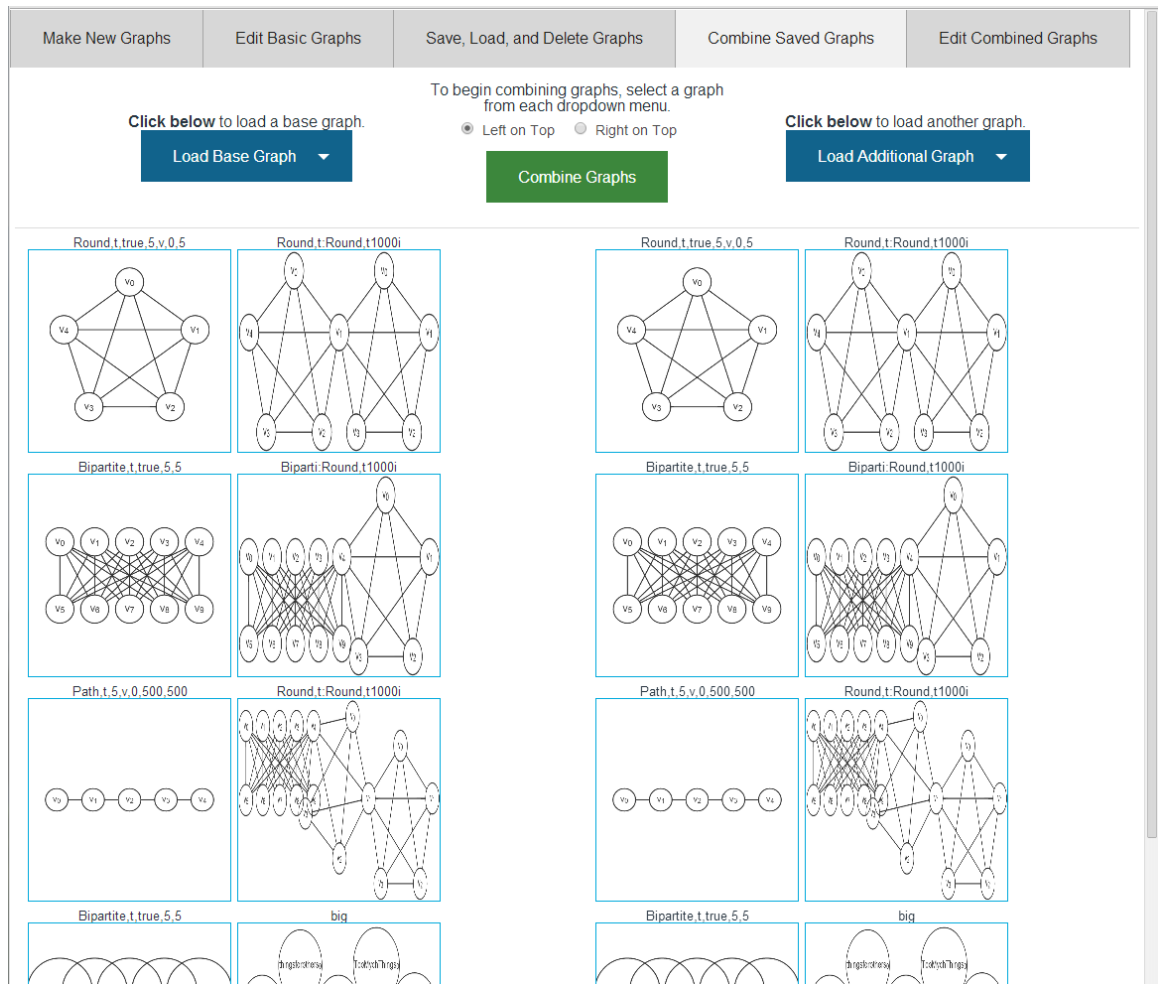 Make New Graphs
Edit Basic Graphs
Save, Load, and Delete Graphs
Combine Saved Graphs
Edit Combined Graphs
To begin combining graphs, select a graph
from each dropdown menu.
Click below to load a base graph.
Left on Top
Right on Top
Click below to load another graph.
Load Base Graph
Combine Graphs
Load Additional Graph
Round,t,true,5,v,0,5
Round,t:Round,t1000i
Round,t,true,5,v,0,5
Round,t:Round,t1000i
v0
v4
v1
v3
v2
v0
v4
v1
v3
v2
Bipartite,t,true,5,5
Biparti:Round,t1000i
Bipartite,t,true,5,5
Biparti:Round,t1000i
v0 v1 v2 v3 v4
v5 v6 v7 v8 v9
v0 v1 v2 v3 v4
v5 v6 v7 v8 v9
Path,t,5,v,0,500,500
Round,t:Round,t1000i
Path,t,5,v,0,500,500
Round,t:Round,t1000i
v0 v1 v2 v3 v4
v0 v1 v2 v3 v4
Bipartite,t,true,5,5
big
Bipartite,t,true,5,5
big